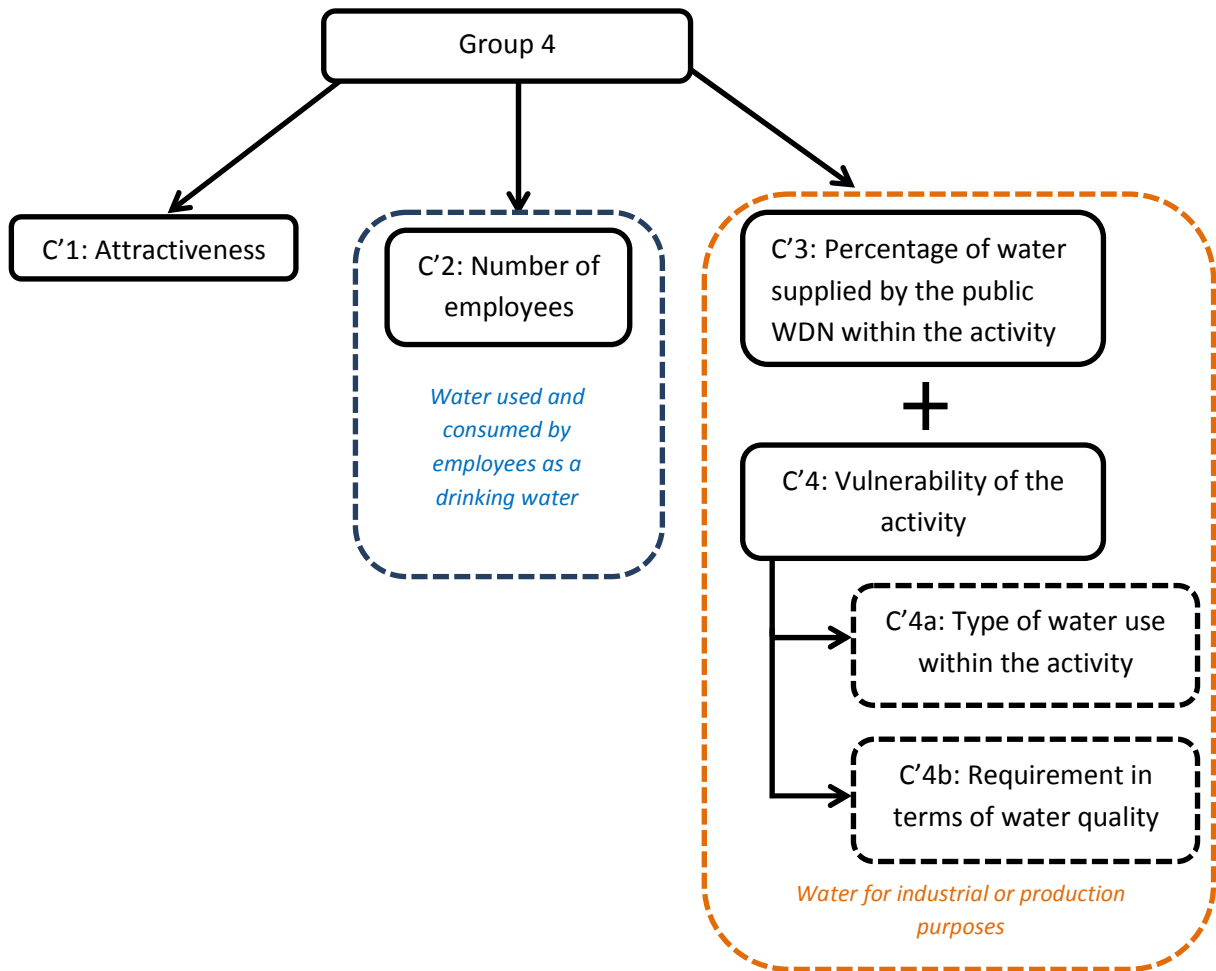 Group 4
C’1: Attractiveness
C’2: Number of
employees
Water used and
consumed by
employees as a
drinking water
C’3: Percentage of water
supplied by the public
WDN within the activity
+
C’4: Vulnerability of the
activity
C’4a: Type of water use
within the activity
C’4b: Requirement in
terms of water quality
Water for industrial or production
purposes